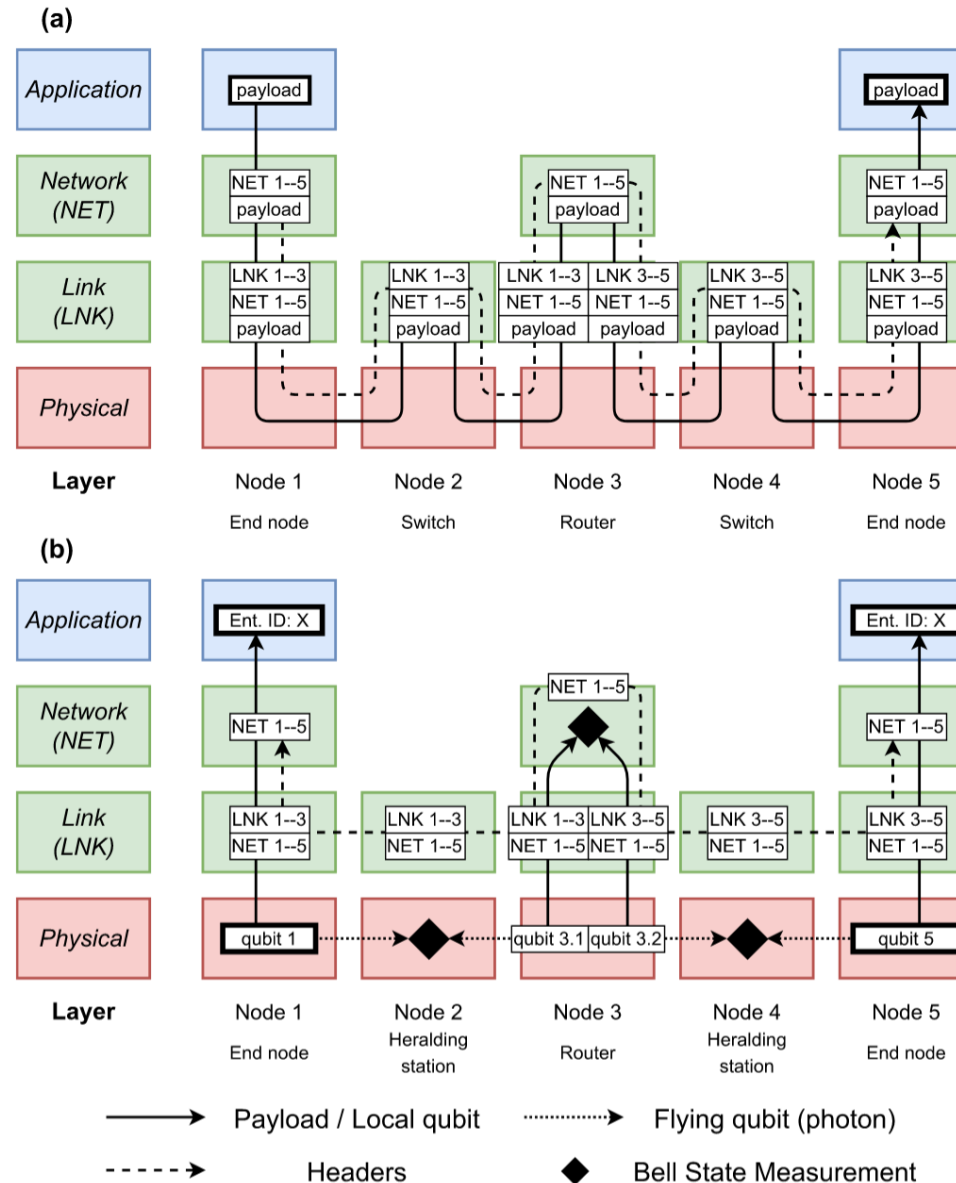 (a)
Application
payload
payload
Network
(NET)
NET 1--5
payload
NET 1--5
payload
NET 1--5
payload
Link
(LNK)
LNK 1--3
NET 1--5
payload
LNK 1--3
NET 1--5
payload
LNK 1--3 LNK 3--5
NET 1--5 NET 1--5
payload payload
LNK 3--5
NET 1--5
payload
LNK 3--5
NET 1--5
payload
Physical
Layer
Node 1
End node
Node 2
Switch
Node 3
Router
Node 4
Switch
Node 5
End node
(b)
Application
Ent. ID: X
Ent. ID: X
Network
(NET)
NET 1--5
NET 1--5
NET 1--5
Link
(LNK)
LNK 1--3
NET 1--5
LNK 1--3
NET 1--5
LNK 1--3 LNK 3--5
NET 1--5 NET 1--5
LNK 3--5
NET 1--5
LNK 3--5
NET 1--5
Physical
qubit 1
qubit 3.1 qubit 3.2
qubit 5
Layer
Node 1
End node
Node 2
Heralding
station
Node 3
Router
Node 4
Heralding
station
Node 5
End node
Payload / Local qubit
Flying qubit (photon)
Headers
Bell State Measurement